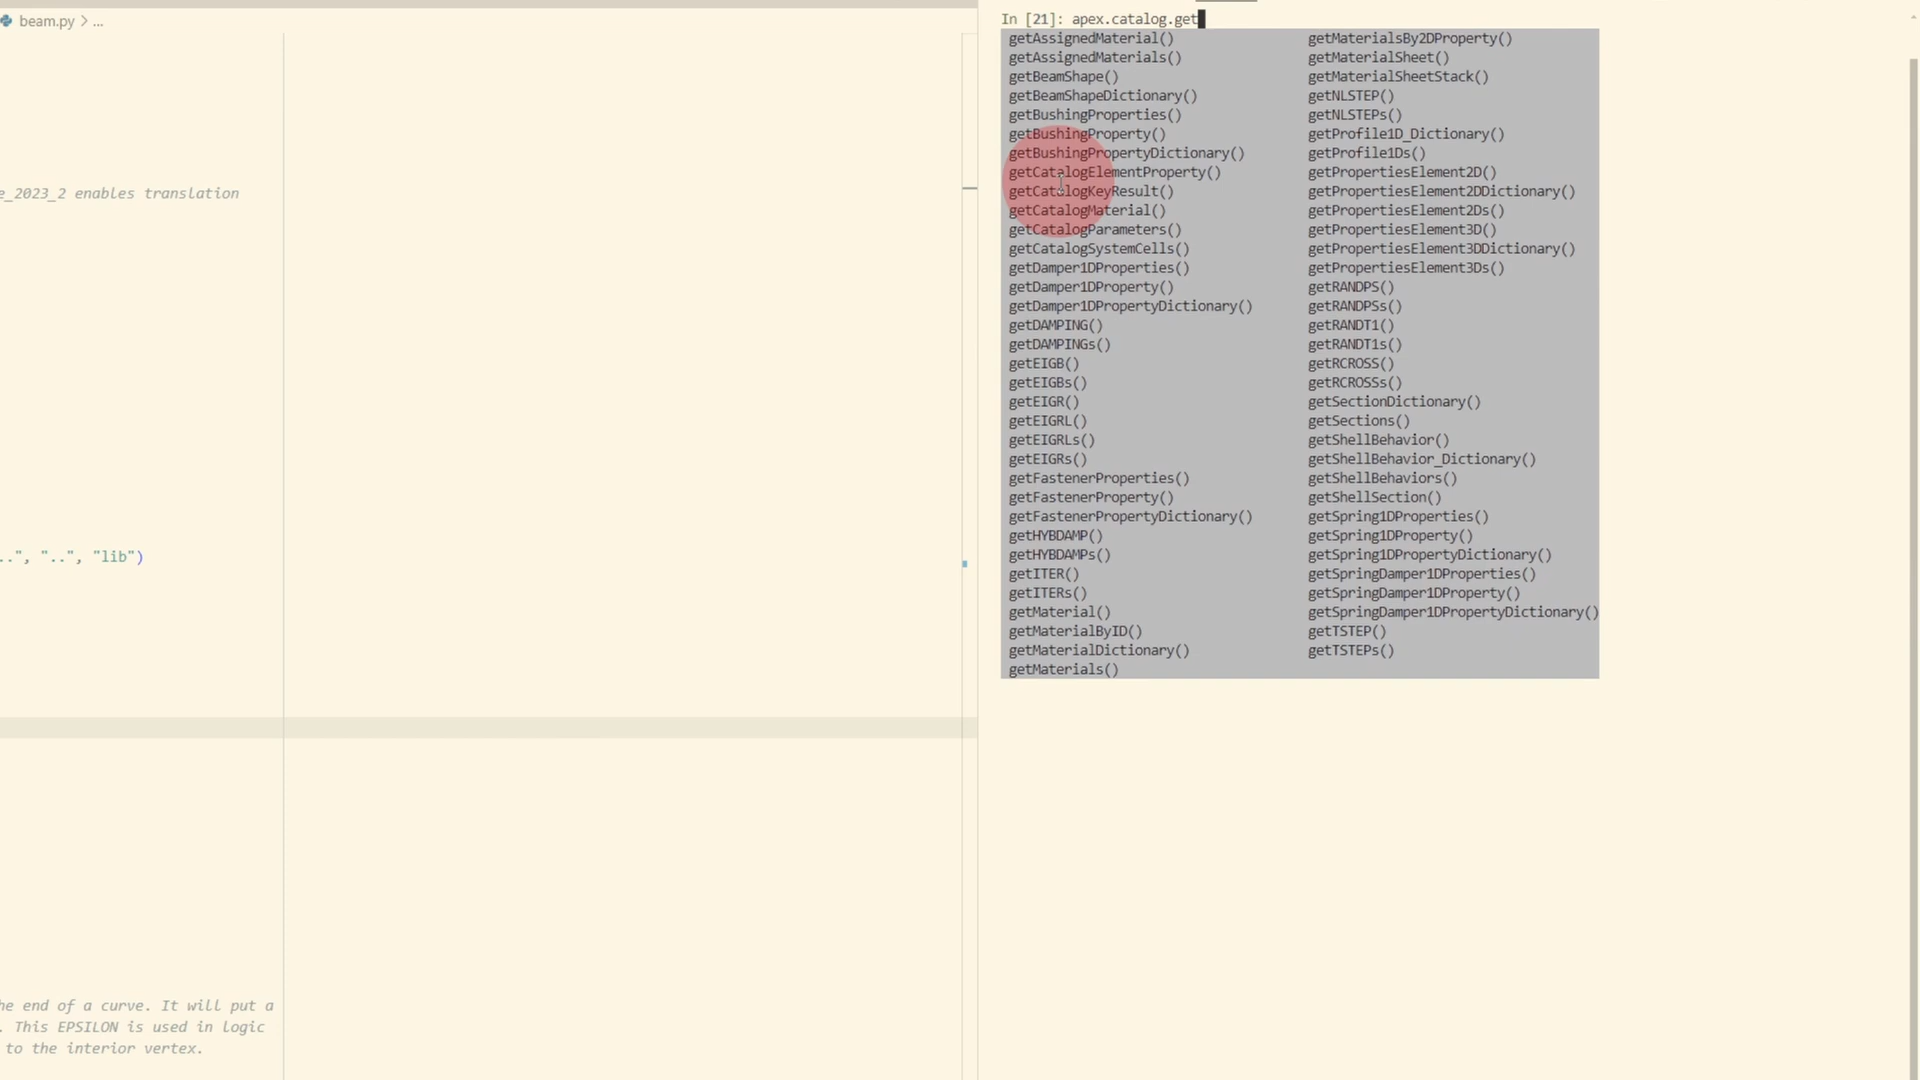 beam.py > ...
e_2023_2 enables translation
..", "..", "lib")
he end of a curve. It will put a
. This EPSILON is used in logic
to the interior vertex.
In [21]: apex.catalog.get
getAssignedMaterial()
getAssignedMaterials()
getBeamShape()
getBeamShapeDictionary()
getBushingProperties()
getBushingProperty()
getBushingPropertyDictionary()
getCatalogElementProperty()
getCatalogKeyResult()
getCatalogMaterial()
getCatalogParameters()
getCatalogSystemCells()
getDamper1DProperties()
getDamper1DProperty()
getDamper1DPropertyDictionary()
getDAMPING()
getDAMPINGs()
getEIGB()
getEIGBs()
getEIGR()
getEIGRL()
getEIGRLs()
getEIGRs()
getFastenerProperties()
getFastenerProperty()
getFastenerPropertyDictionary()
getHYBDAMP()
getHYBDAMPs()
getITER()
getITERs()
getMaterial()
getMaterialByID()
getMaterialDictionary()
getMaterials()
getMaterialsBy2DProperty()
getMaterialSheet()
getMaterialSheetStack()
getNLSTEP()
getNLSTEPs()
getProfile1D_Dictionary()
getProfile1Ds()
getPropertiesElement2D()
getPropertiesElement2DDictionary()
getPropertiesElement2Ds()
getPropertiesElement3D()
getPropertiesElement3DDictionary()
getPropertiesElement3Ds()
getRANDPS()
getRANDPSs()
getRANDT1()
getRANDT1s()
getRCROSS()
getRCROSSs()
getSectionDictionary()
getSections()
getShellBehavior()
getShellBehavior_Dictionary()
getShellBehaviors()
getShellSection()
getSpring1DProperties()
getSpring1DProperty()
getSpring1DPropertyDictionary()
getSpringDamper1DProperties()
getSpringDamper1DProperty()
getSpringDamper1DPropertyDictionary()
getTSTEP()
getTSTEPs()